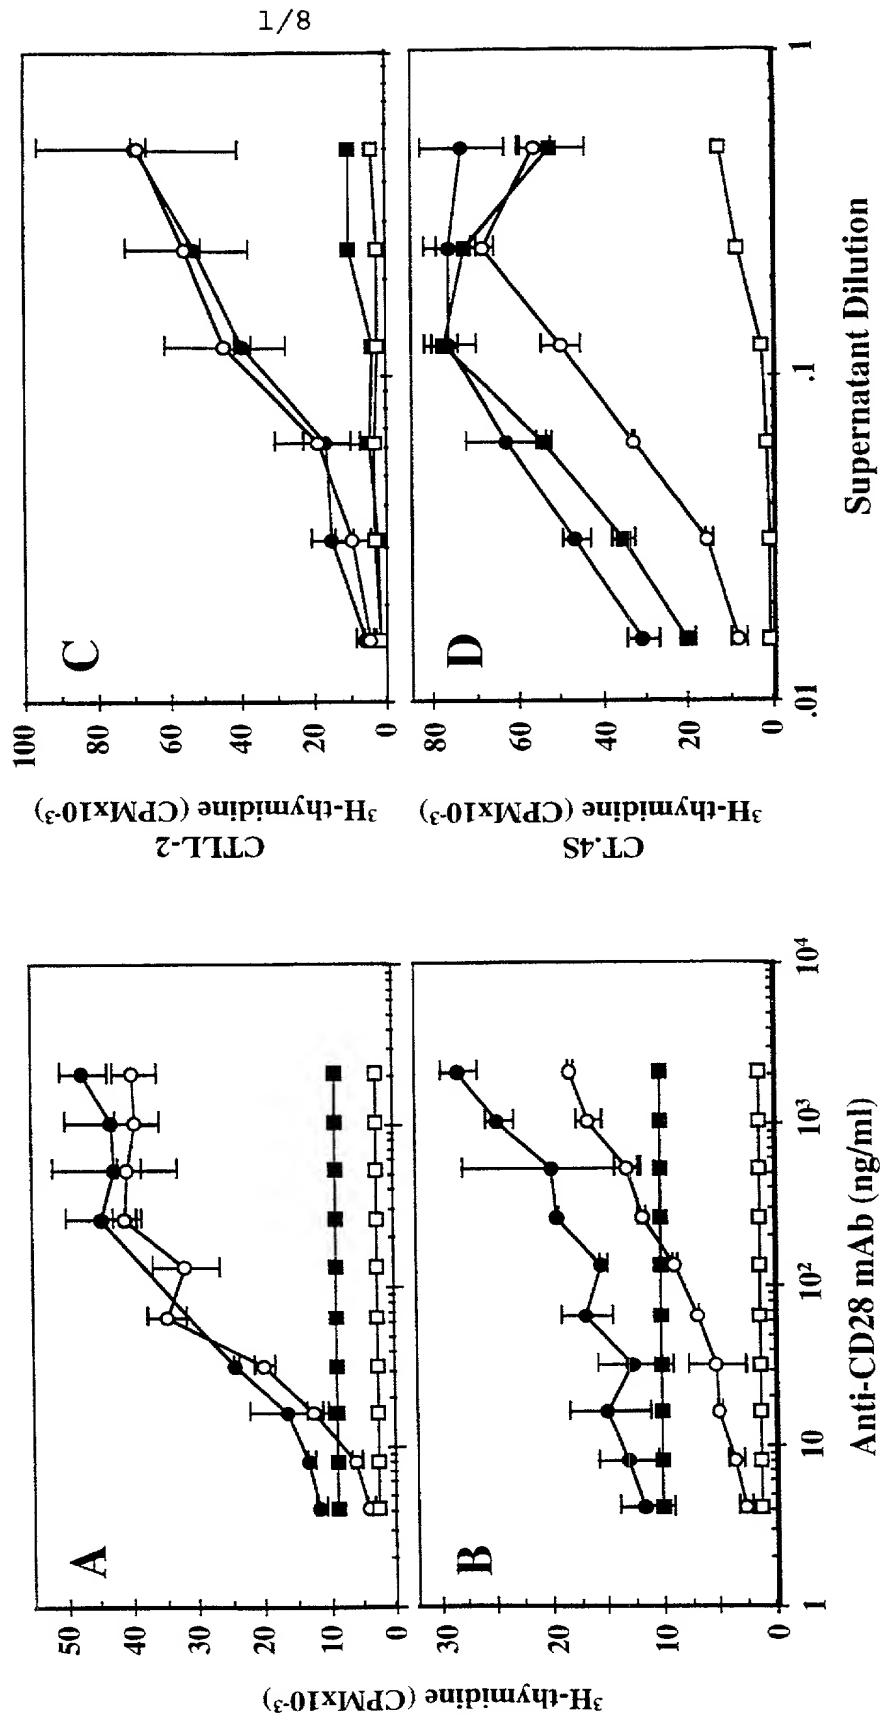 1/8
A
50
40
30
20
10
0
B
30
20
10
0
1
10
10²
10³
10⁴
³H-thymidine (CPMx10⁻³)
Anti-CD28 mAb (ng/ml)
C
100
80
60
40
20
0
CTLL-2
³H-thymidine (CPMx10⁻³)
D
80
60
40
20
0
CT.4S
³H-thymidine (CPMx10⁻³)
.01
.1
1
Supernatant Dilution